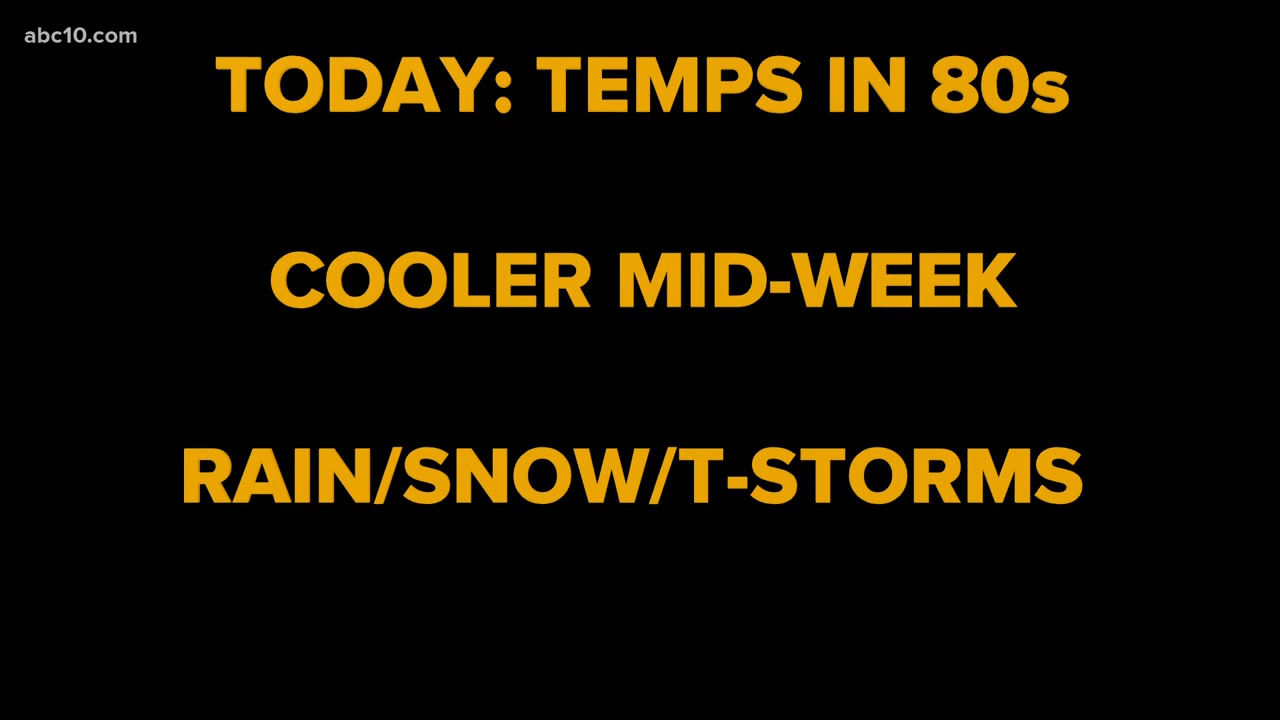 abc10.com
TODAY: TEMPS IN 80s
COOLER MID-WEEK
RAIN/SNOW/T-STORMS